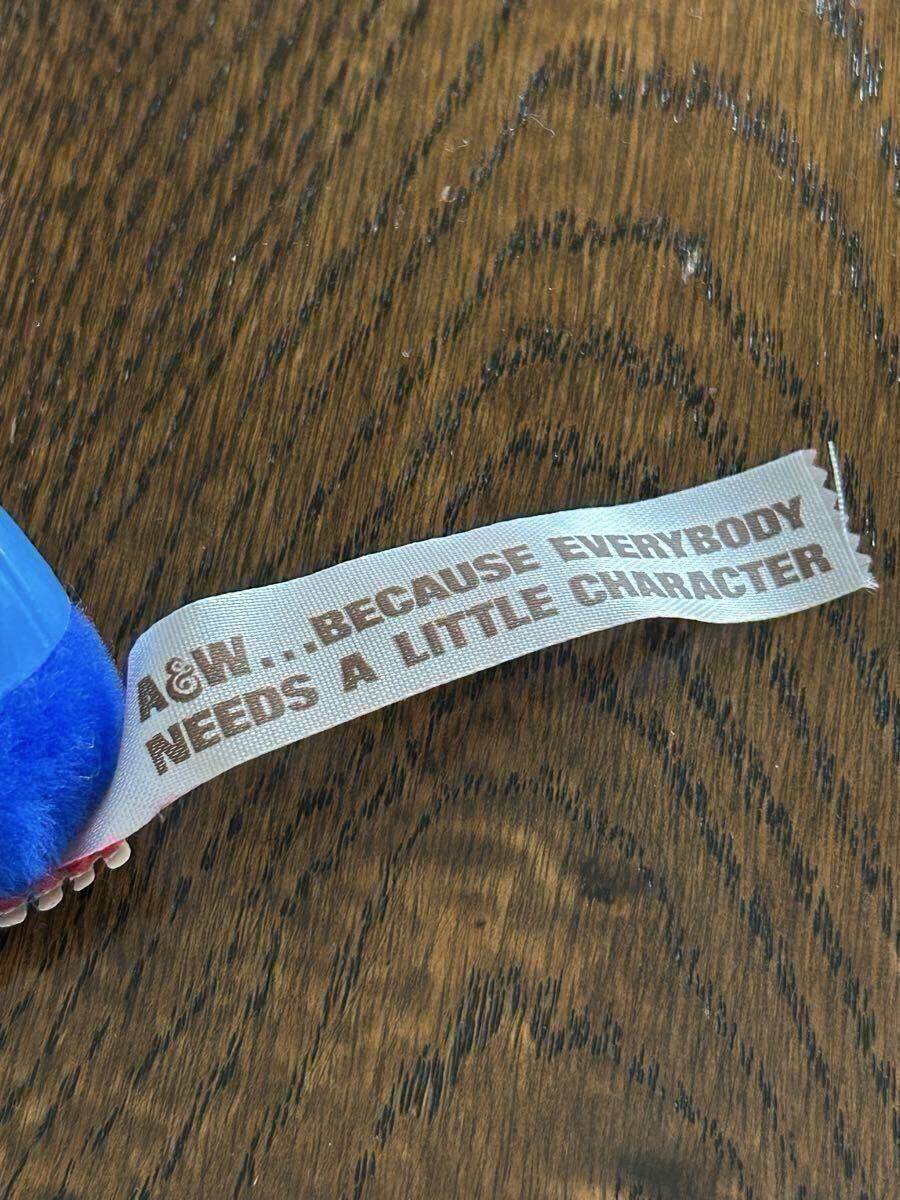 A&W...BECAUSE EVERYBODY
NEEDS A LITTLE CHARACTER